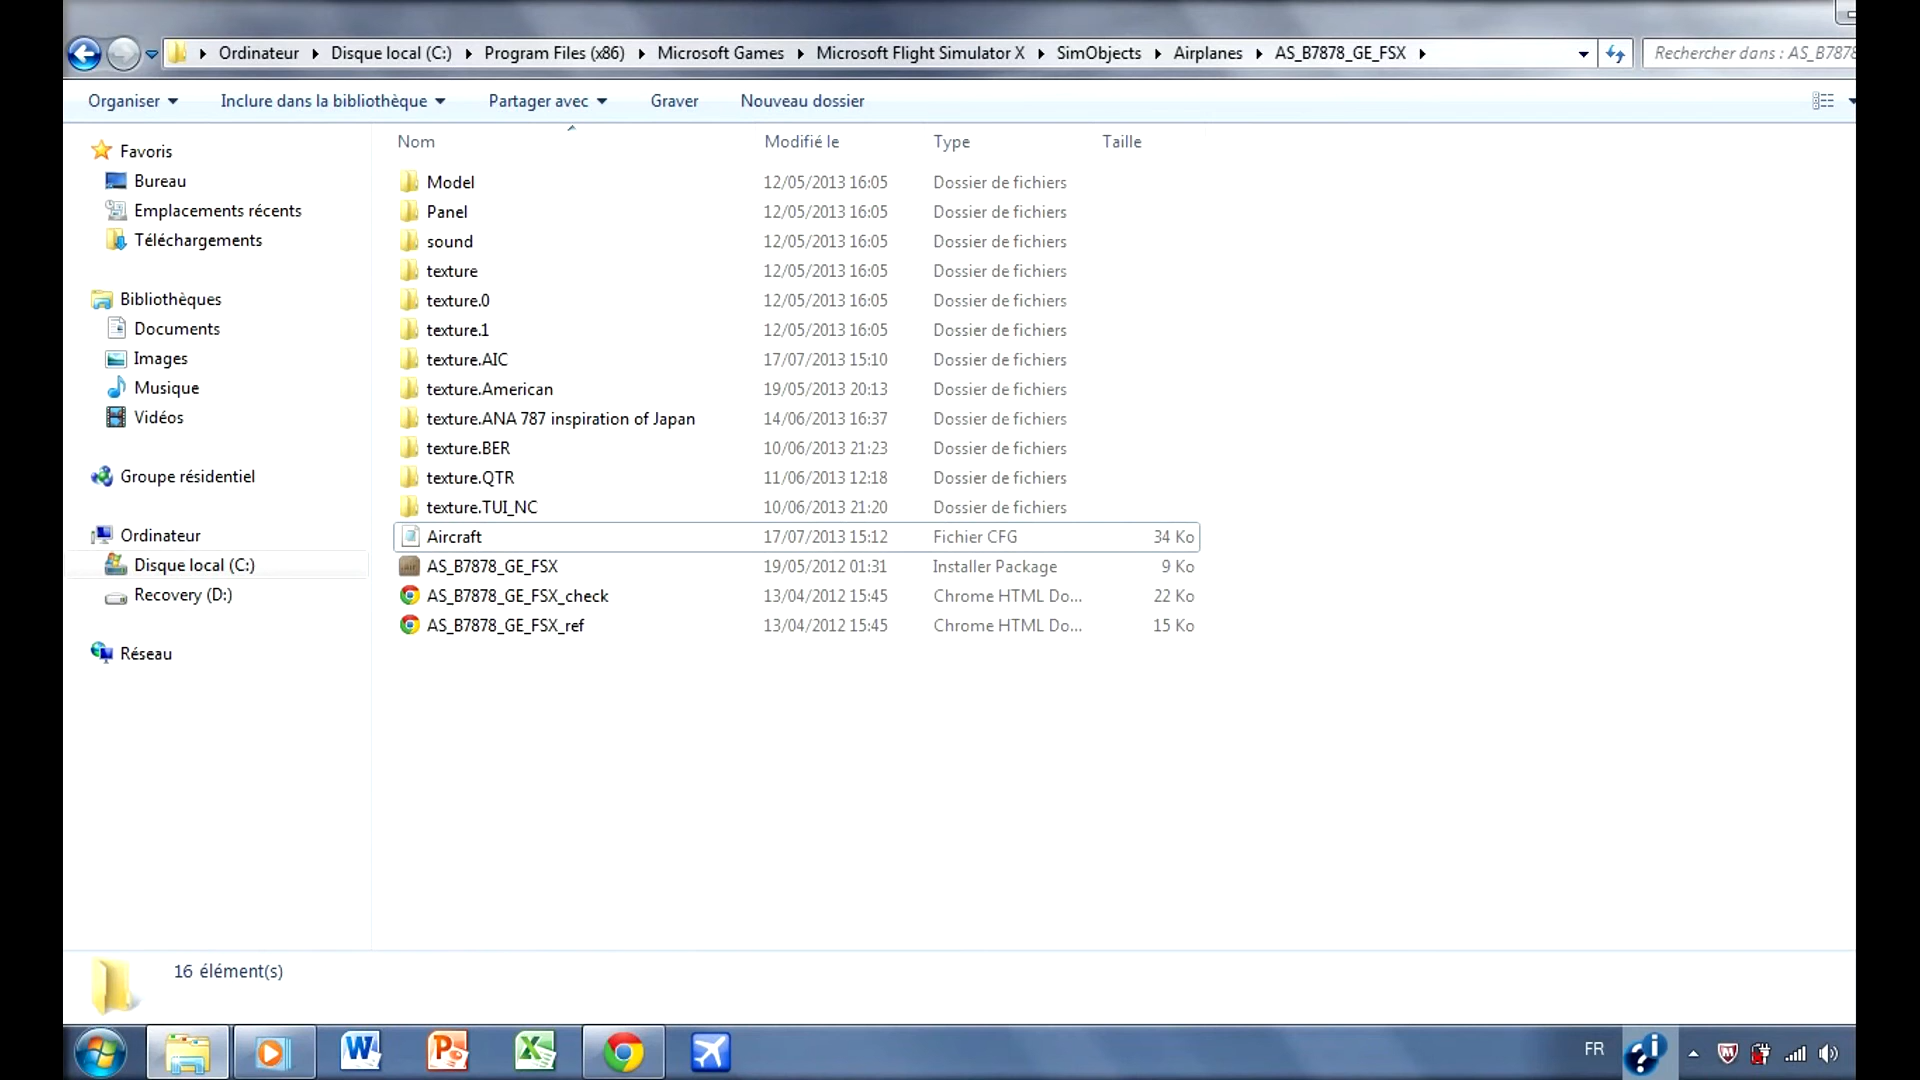 Ordinateur Disque local (C:) Program Files (x86) Microsoft Games Microsoft Flight Simulator X SimObjects Airplanes AS_B7878_GE_FSX Rechercher dans : AS_B7878
Organiser Inclure dans la bibliothèque Partager avec Graver Nouveau dossier
Nom Modifié le Type Taille
Favoris
Bureau
Emplacements récents
Téléchargements
Bibliothèques
Documents
Images
Musique
Vidéos
Groupe résidentiel
Ordinateur
Disque local (C:)
Recovery (D:)
Réseau
Model 12/05/2013 16:05 Dossier de fichiers
Panel 12/05/2013 16:05 Dossier de fichiers
sound 12/05/2013 16:05 Dossier de fichiers
texture 12/05/2013 16:05 Dossier de fichiers
texture.0 12/05/2013 16:05 Dossier de fichiers
texture.1 12/05/2013 16:05 Dossier de fichiers
texture.AIC 17/07/2013 15:10 Dossier de fichiers
texture.American 19/05/2013 20:13 Dossier de fichiers
texture.ANA 787 inspiration of Japan 14/06/2013 16:37 Dossier de fichiers
texture.BER 10/06/2013 21:23 Dossier de fichiers
texture.QTR 11/06/2013 12:18 Dossier de fichiers
texture.TUI_NC 10/06/2013 21:20 Dossier de fichiers
Aircraft 17/07/2013 15:12 Fichier CFG 34 Ko
AS_B7878_GE_FSX 19/05/2012 01:31 Installer Package 9 Ko
AS_B7878_GE_FSX_check 13/04/2012 15:45 Chrome HTML Do... 22 Ko
AS_B7878_GE_FSX_ref 13/04/2012 15:45 Chrome HTML Do... 15 Ko
16 élément(s)
FR